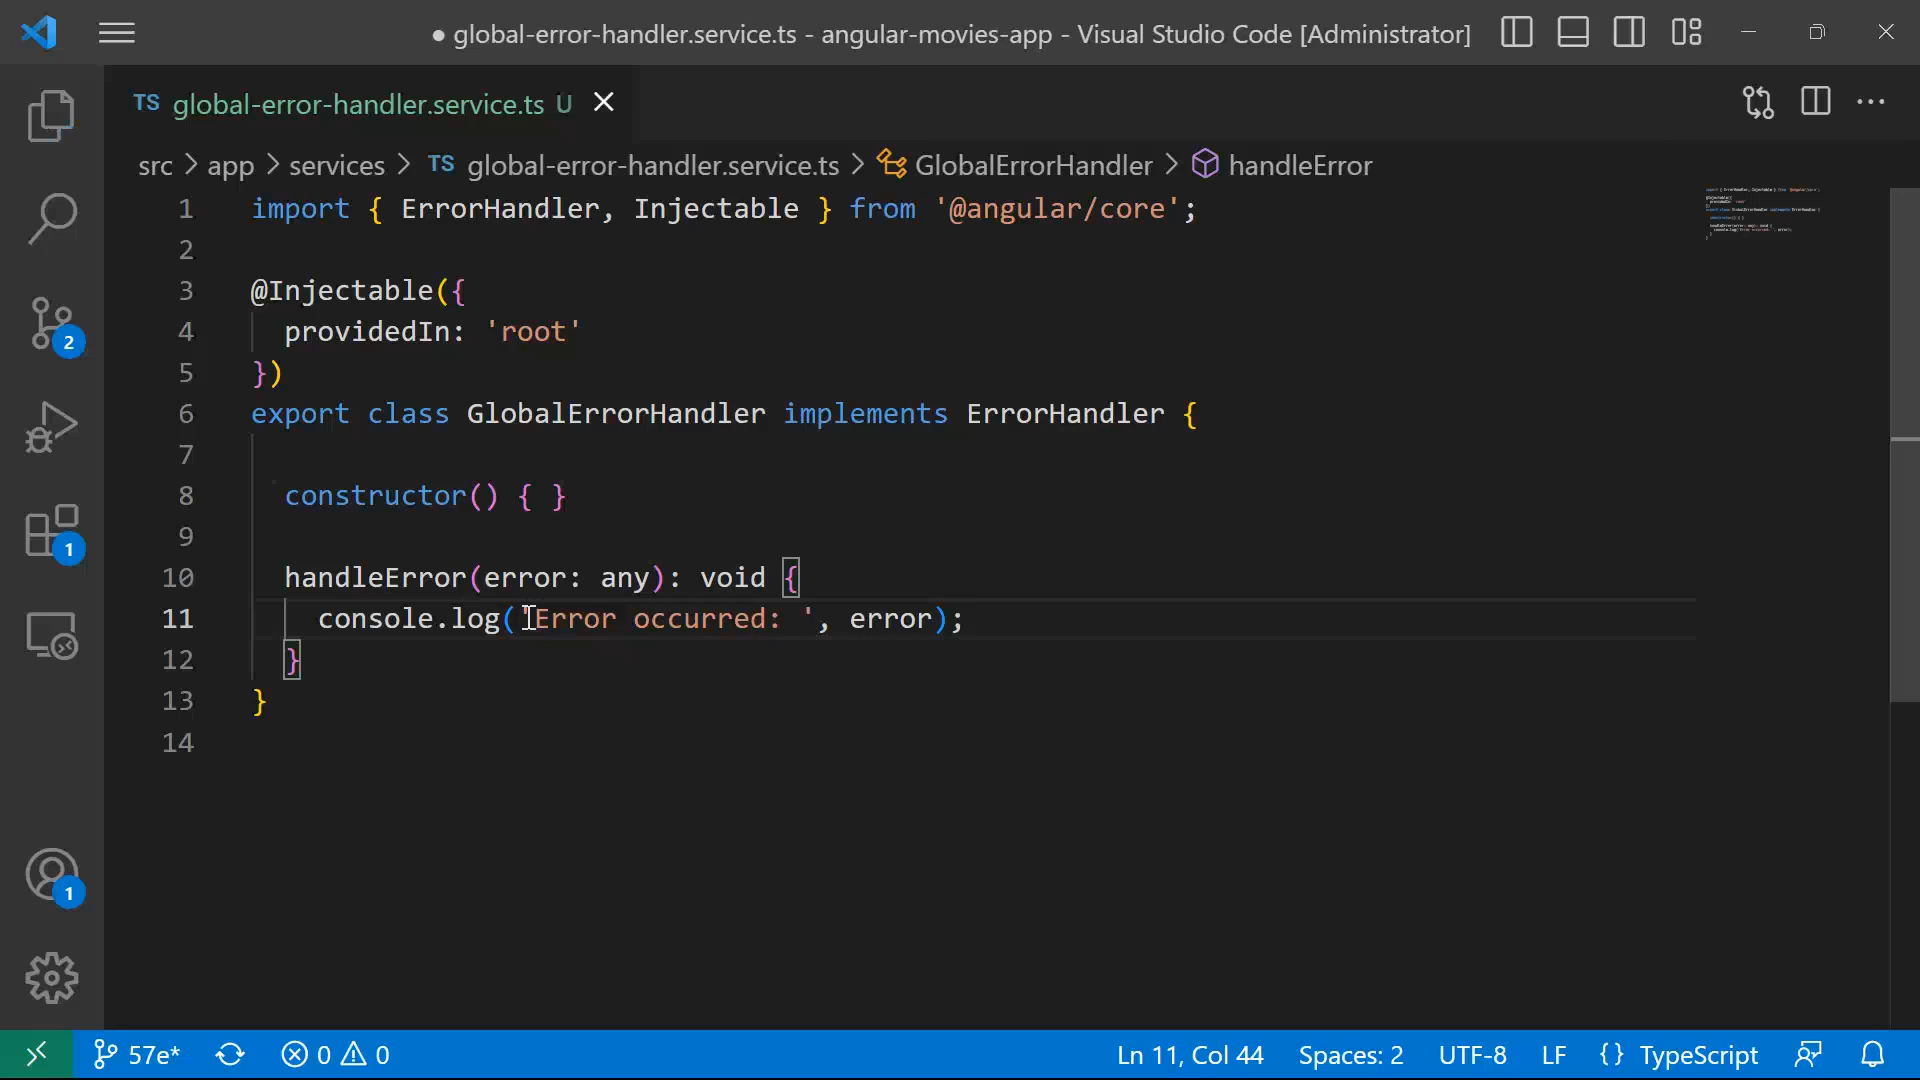 ● global-error-handler.service.ts - angular-movies-app - Visual Studio Code [Administrator]
TS global-error-handler.service.ts U
src > app > services > TS global-error-handler.service.ts > GlobalErrorHandler > handleError
1 import { ErrorHandler, Injectable } from '@angular/core';
2
3 @Injectable({
4 providedIn: 'root'
5 })
6 export class GlobalErrorHandler implements ErrorHandler {
7
8 constructor() { }
9
10 handleError(error: any): void {
11 console.log('Error occurred: ', error);
12 }
13 }
14
2
1
1
57e* 0 0 Ln 11, Col 44 Spaces: 2 UTF-8 LF {} TypeScript